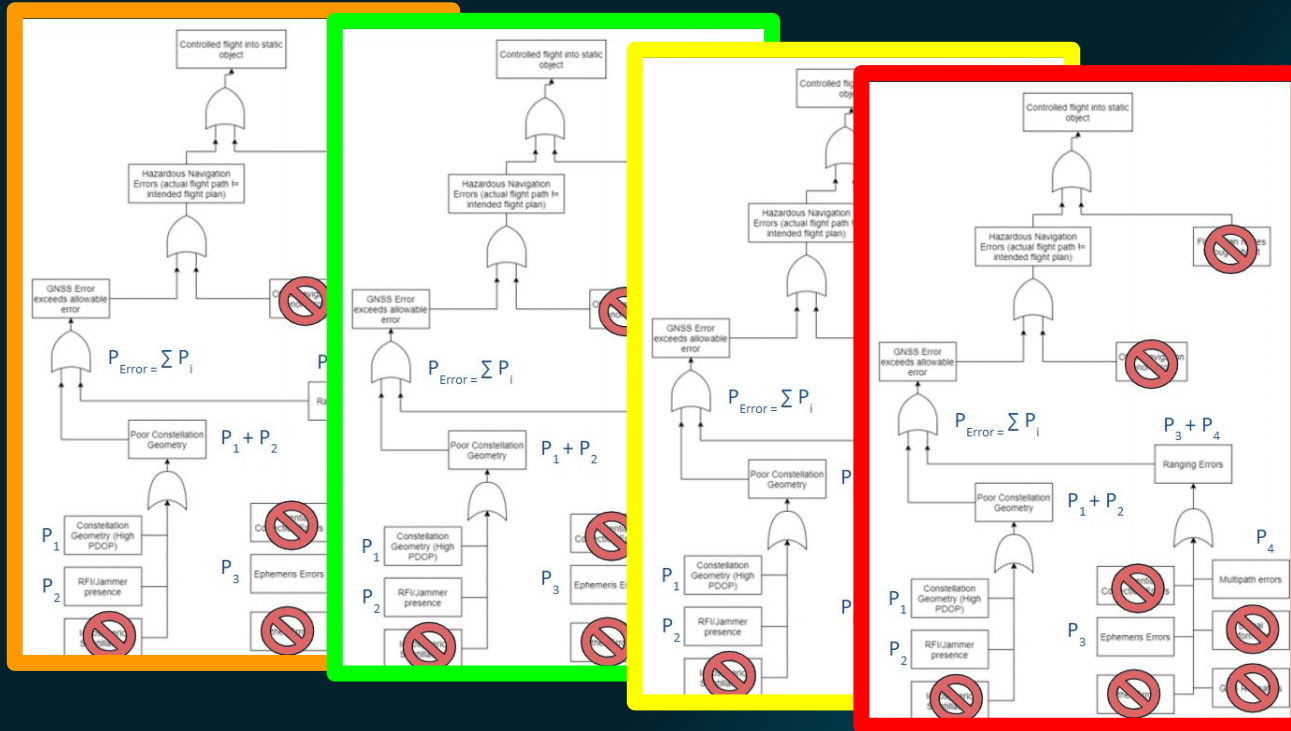 Controlled flight into static
object
Hazardous Navigation
Errors (actual flight path !=
intended flight plan)
GNSS Error
exceeds allowable
error
P Error = ∑ P i
P
Ra
Poor Constellation
Geometry
P 1 + P 2
P 1
Constellation
Geometry (High
PDOP)
P 2
RFI/Jammer
presence
P 3
Ephemeris Errors
Controlled flight into static
object
Hazardous Navigation
Errors (actual flight path !=
intended flight plan)
GNSS Error
exceeds allowable
error
P Error = ∑ P i
Poor Constellation
Geometry
P 1 + P 2
P 1
Constellation
Geometry (High
PDOP)
P 2
RFI/Jammer
presence
P 3
Ephemeris Er
Controlled f
obje
Hazardous Navigation
Errors (actual flight path !=
intended flight plan)
GNSS Error
exceeds allowable
error
P Error = ∑ P i
Poor Constellation
Geometry
P
P 1
Constellation
Geometry (High
PDOP)
P 2
RFI/Jammer
presence
P
Controlled flight into static
object
Hazardous Navigation
Errors (actual flight path !=
intended flight plan)
GNSS Error
exceeds allowable
error
P Error = ∑ P i
P 3 + P 4
Ranging Errors
Poor Constellation
Geometry
P 1 + P 2
P 4
Multipath errors
P 1
Constellation
Geometry (High
PDOP)
P 3
Ephemeris Errors
P 2
RFI/Jammer
presence